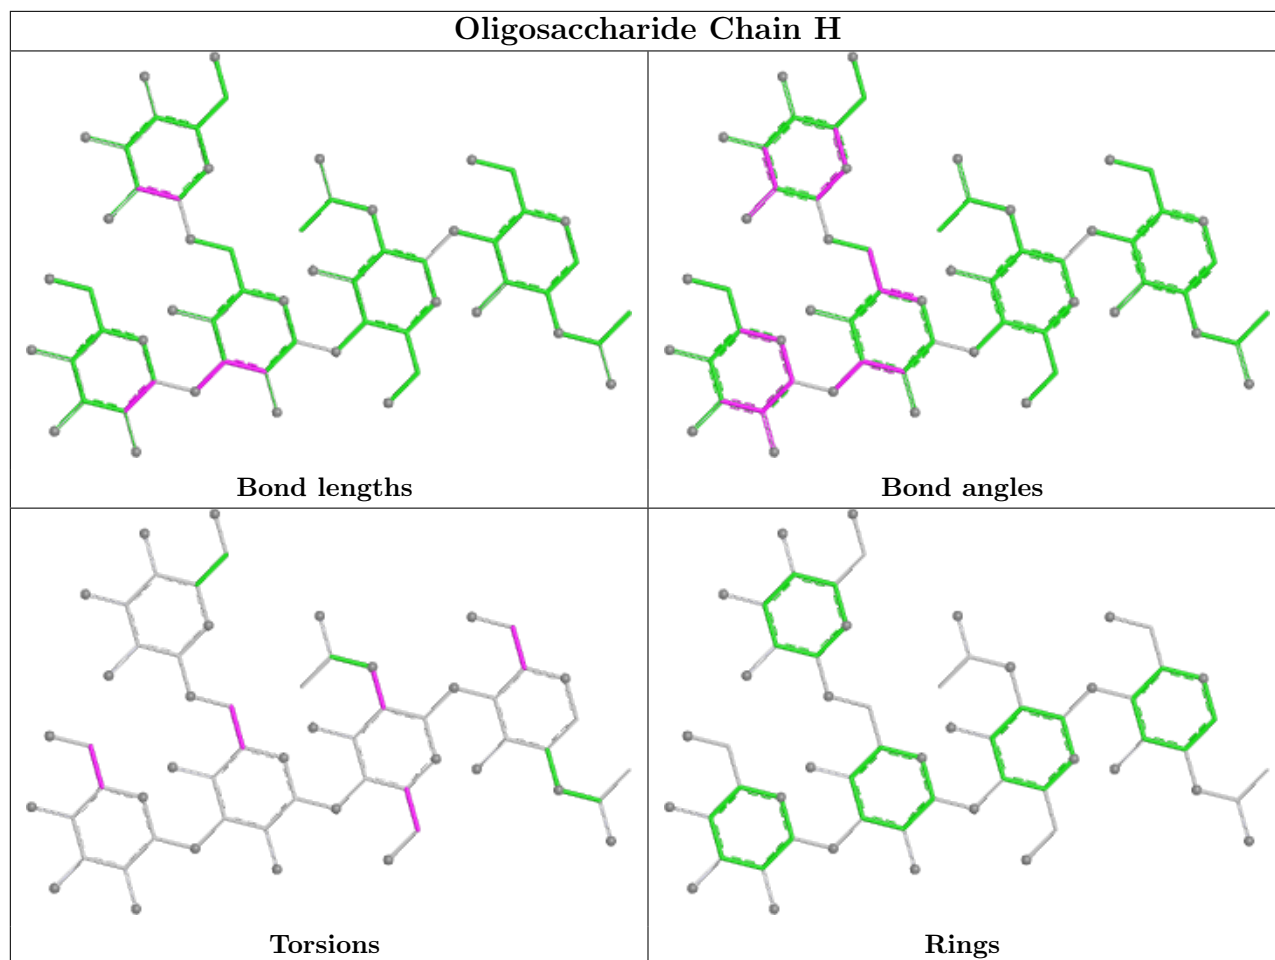 Oligosaccharide Chain H
Bond lengths
Bond angles
Torsions
Rings